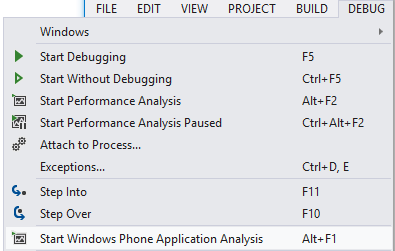 FILE EDIT VIEW PROJECT BUILD DEBUG
Windows
Start Debugging F5
Start Without Debugging Ctrl+F5
Start Performance Analysis Alt+F2
Start Performance Analysis Paused Ctrl+Alt+F2
Attach to Process...
Exceptions... Ctrl+D, E
Step Into F11
Step Over F10
Start Windows Phone Application Analysis Alt+F1